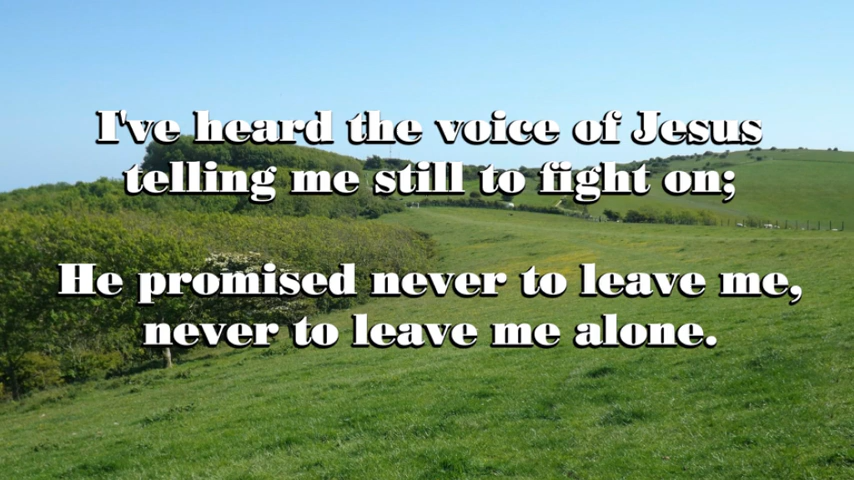 I've heard the voice of Jesus
telling me still to fight on;
He promised never to leave me,
never to leave me alone.